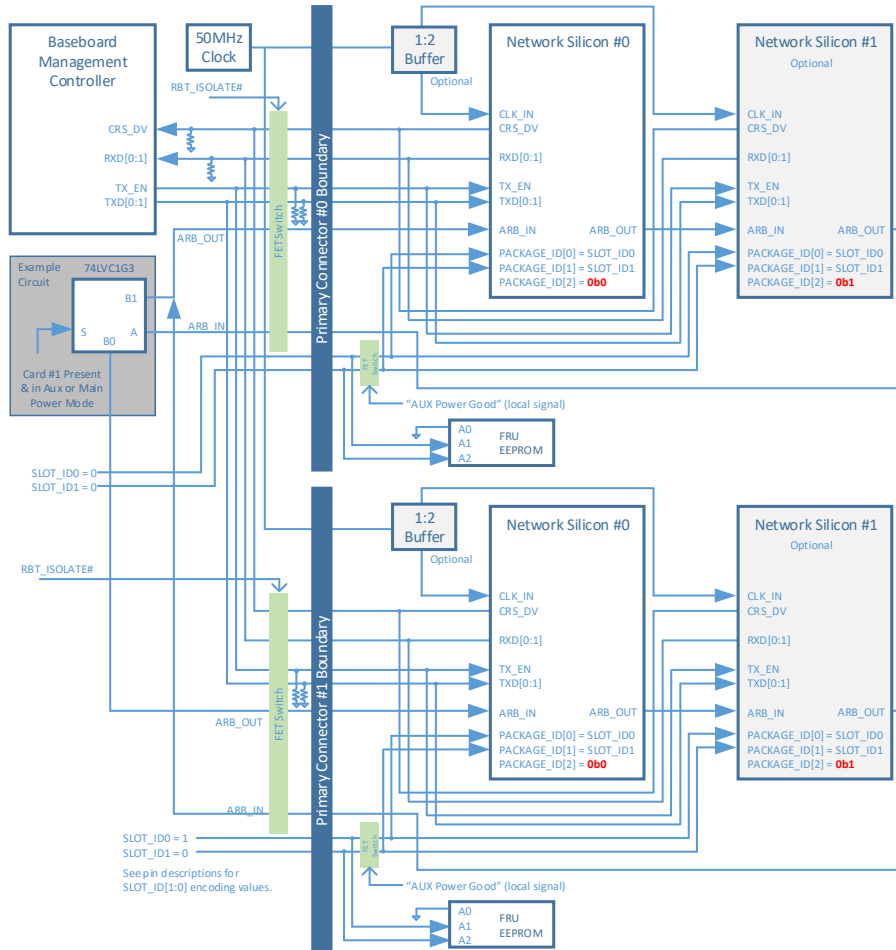 Baseboard
Management
Controller
CRS_DV
RXD[0:1]
TX_EN
TXD[0:1]
50MHz
Clock
RBT_ISOLATE#
FET Switch
ARB_OUT
ARB_IN
Example
Circuit
74LVC1G3
B1
S
A
B0
Card #1 Present
& in Aux or Main
Power Mode
SLOT_ID0 = 0
SLOT_ID1 = 0
Primary Connector #0 Boundary
1:2
Buffer
Optional
Network Silicon #0
CLK_IN
CRS_DV
RXD[0:1]
TX_EN
TXD[0:1]
ARB_IN
ARB_OUT
PACKAGE_ID[0] = SLOT_ID0
PACKAGE_ID[1] = SLOT_ID1
PACKAGE_ID[2] = 0b0
Network Silicon #1
Optional
CLK_IN
CRS_DV
RXD[0:1]
TX_EN
TXD[0:1]
ARB_IN
ARB_OUT
PACKAGE_ID[0] = SLOT_ID0
PACKAGE_ID[1] = SLOT_ID1
PACKAGE_ID[2] = 0b1
FET
Switch
“AUX Power Good” (local signal)
A0
A1
A2
FRU
EEPROM
RBT_ISOLATE#
FET Switch
ARB_OUT
ARB_IN
SLOT_ID0 = 1
SLOT_ID1 = 0
See pin descriptions for
SLOT_ID[1:0] encoding values.
Primary Connector #1 Boundary
1:2
Buffer
Optional
Network Silicon #0
CLK_IN
CRS_DV
RXD[0:1]
TX_EN
TXD[0:1]
ARB_IN
ARB_OUT
PACKAGE_ID[0] = SLOT_ID0
PACKAGE_ID[1] = SLOT_ID1
PACKAGE_ID[2] = 0b0
Network Silicon #1
Optional
CLK_IN
CRS_DV
RXD[0:1]
TX_EN
TXD[0:1]
ARB_IN
ARB_OUT
PACKAGE_ID[0] = SLOT_ID0
PACKAGE_ID[1] = SLOT_ID1
PACKAGE_ID[2] = 0b1
FET
Switch
“AUX Power Good” (local signal)
A0
A1
A2
FRU
EEPROM